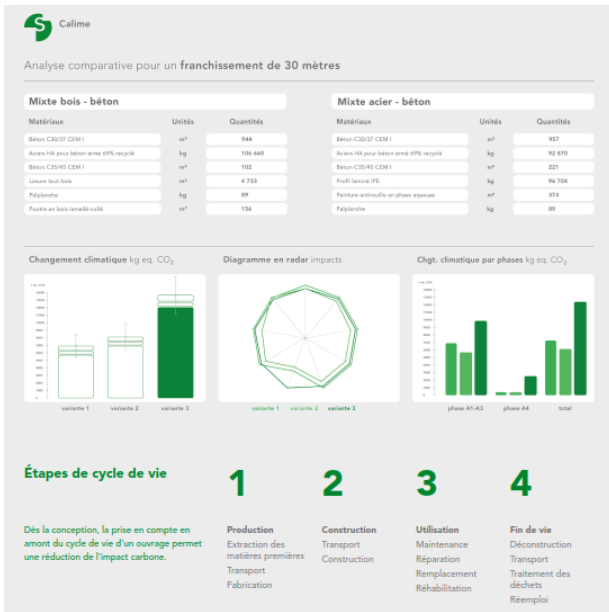 Calime
Analyse comparative pour un franchissement de 30 mètres
Mixte bois - béton
Matériaux Unités Quantités
Béton C30/37 CEM I m³ 944
Aciers HA pour béton armé 69% recyclé kg 106 660
Béton C35/45 CEM I m³ 102
Lasure tout bois m² 4 733
Palplanche kg 89
Poutre en bois lamellé-collé m³ 156
Mixte acier - béton
Matériaux Unités Quantités
Béton C30/37 CEM I m³ 957
Aciers HA pour béton armé 69% recyclé kg 92 870
Béton C35/45 CEM I m³ 221
Profil laminé IPE kg 96 704
Peinture antirouille en phase aqueuse m² 374
Palplanche kg 89
Changement climatique kg eq. CO₂
variante 1 variante 2 variante 3
Diagramme en radar impacts
variante 1 variante 2 variante 3
Chgt. climatique par phases kg eq. CO₂
phase A1-A3 phase A4 total
Étapes de cycle de vie
Dès la conception, la prise en compte en
amont du cycle de vie d'un ouvrage permet
une réduction de l'impact carbone.
1
Production
Extraction des
matières premières
Transport
Fabrication
2
Construction
Transport
Construction
3
Utilisation
Maintenance
Réparation
Remplacement
Réhabilitation
4
Fin de vie
Déconstruction
Transport
Traitement des
déchets
Réemploi